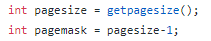 int pagesize = getpagesize();
int pagemask = pagesize-1;